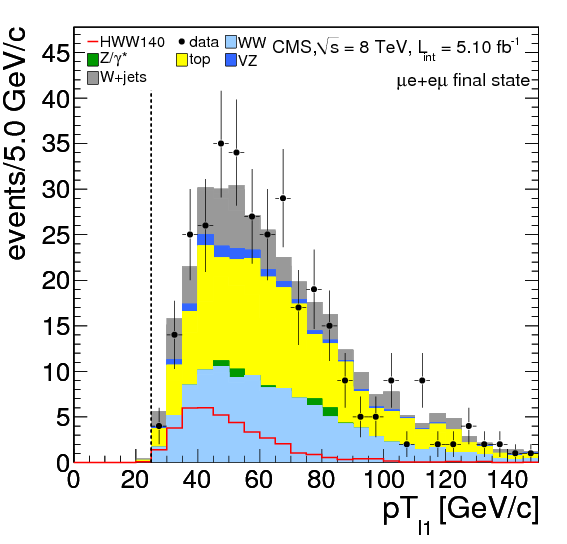 HWW140 data WW CMS,√s = 8 TeV, L_int = 5.10 fb⁻¹
Z/γ* top VZ
W+jets
μe+eμ final state
events/5.0 GeV/c
45
40
35
30
25
20
15
10
5
0
0 20 40 60 80 100 120 140
pT_l1 [GeV/c]